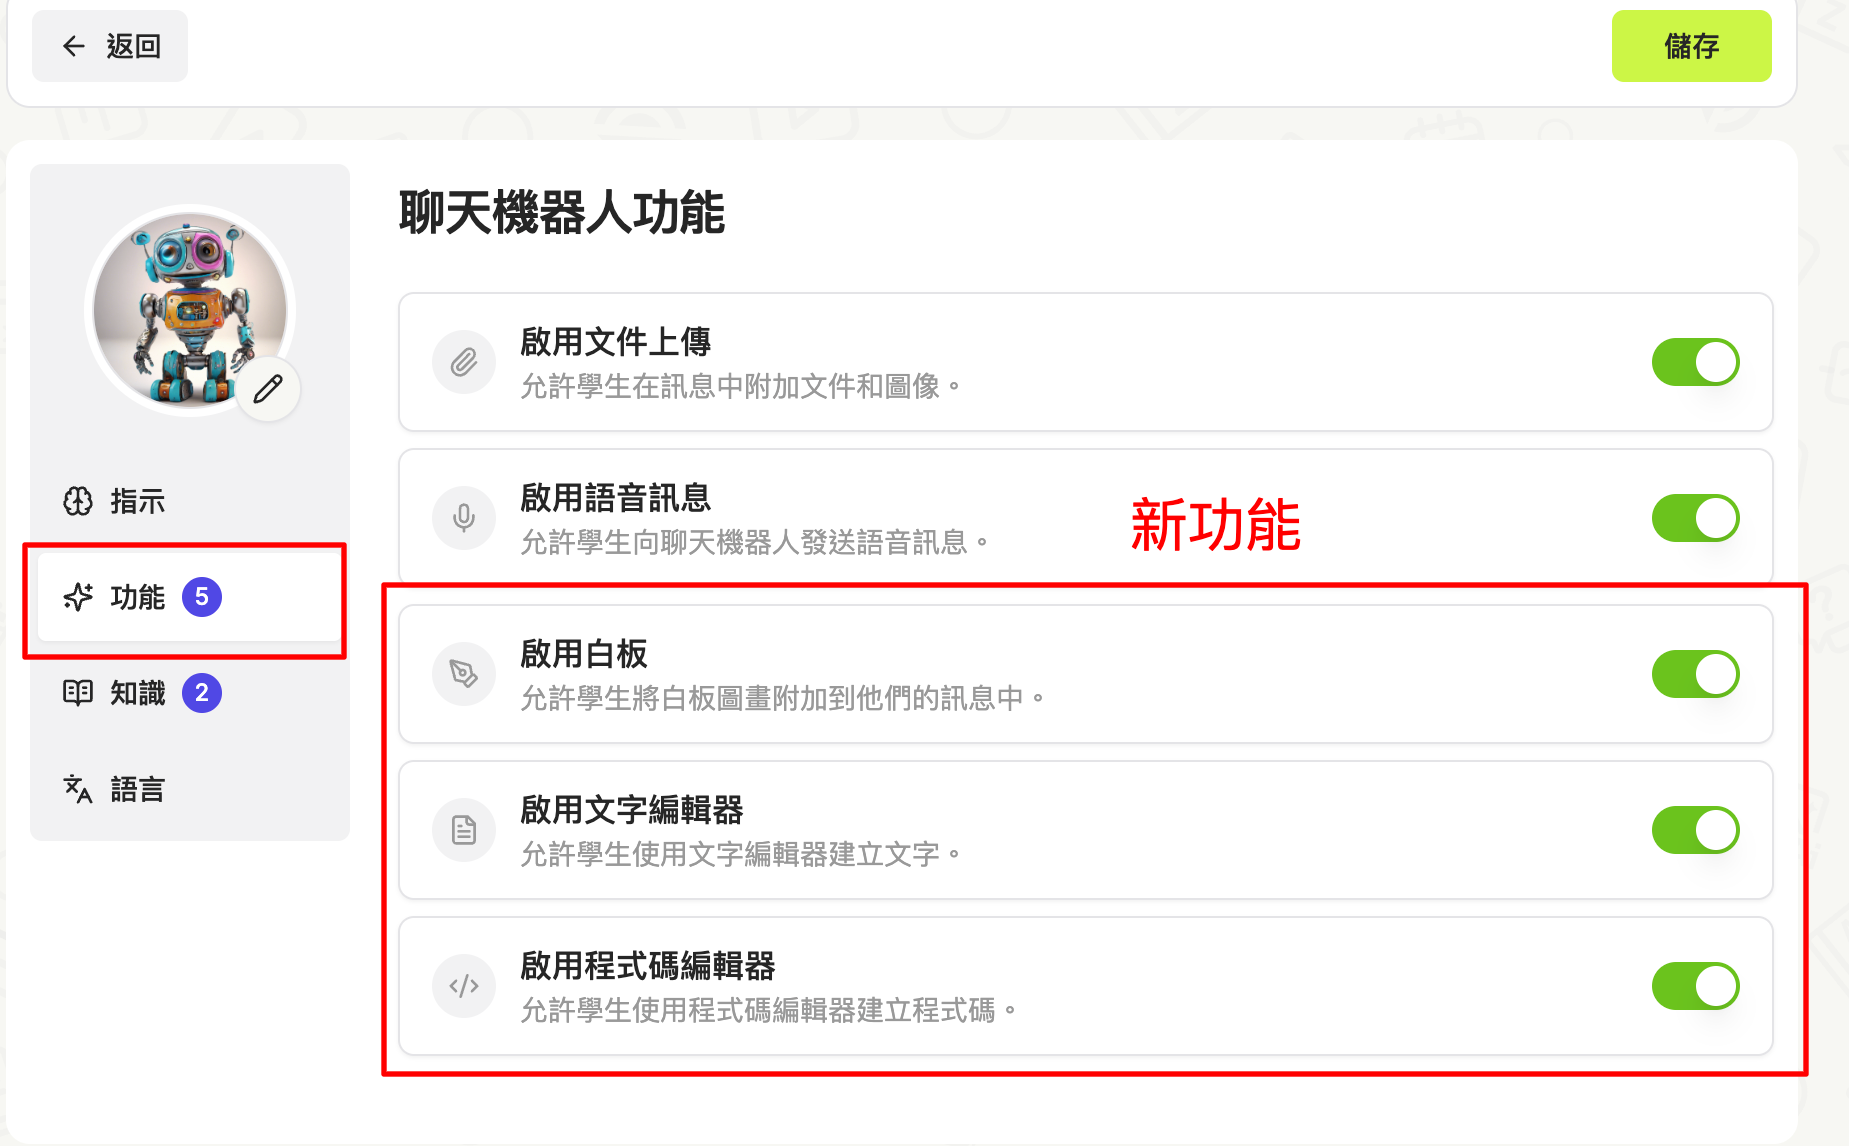 返回
儲存
聊天機器人功能
啟用文件上傳
允許學生在訊息中附加文件和圖像。
啟用語音訊息
允許學生向聊天機器人發送語音訊息。
新功能
指示
功能 5
知識 2
語言
啟用白板
允許學生將白板圖畫附加到他們的訊息中。
啟用文字編輯器
允許學生使用文字編輯器建立文字。
啟用程式碼編輯器
允許學生使用程式碼編輯器建立程式碼。